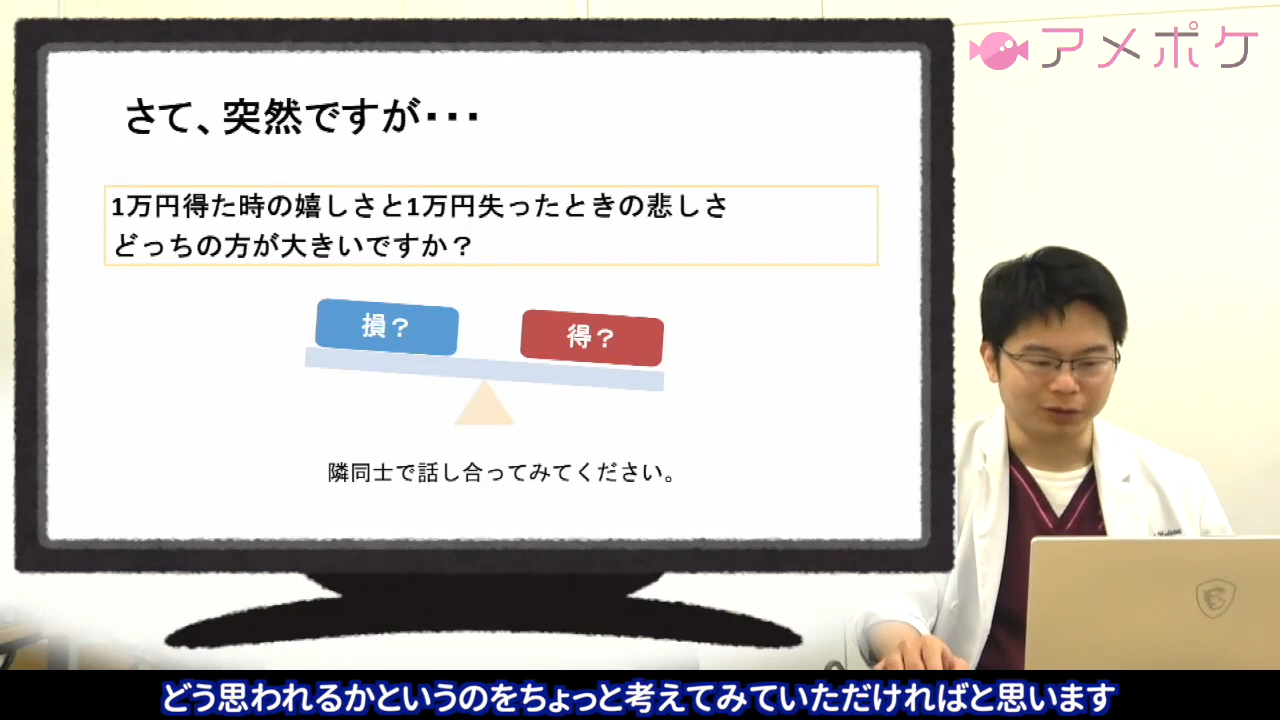 アメポケ
さて、突然ですが・・・
1万円得た時の嬉しさと1万円失ったときの悲しさ
どっちの方が大きいですか？
損？
得？
隣同士で話し合ってみてください。
どう思われるかというのをちょっと考えてみていただければと思います